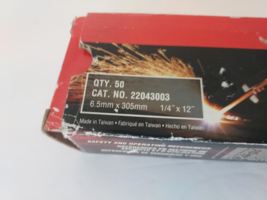 QTY. 50
CAT. NO. 22043003
6.5mm x 305mm 1/4" x 12"
Made in Taiwan • Fabriqué en Taiwan • Hecho en Taiwan
SAFETY AND OPERATING